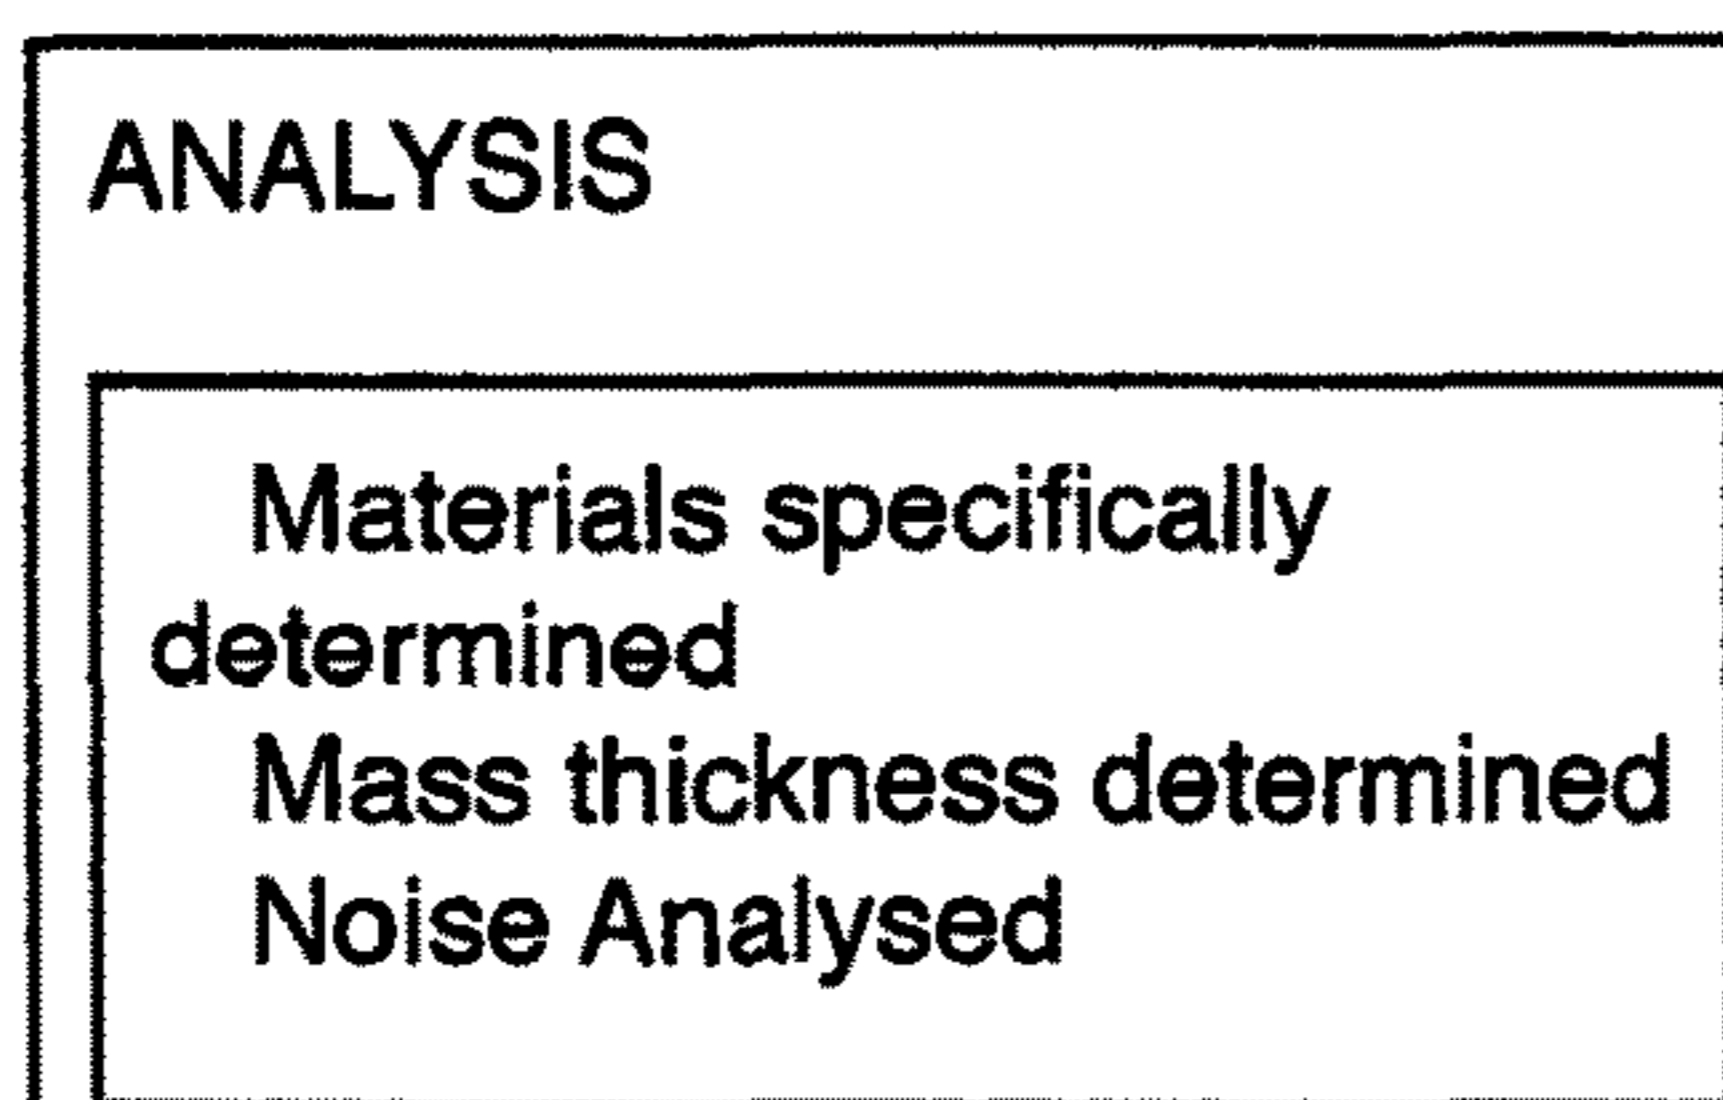 ANALYSIS
Materials specifically
determined
Mass thickness determined
Noise Analysed